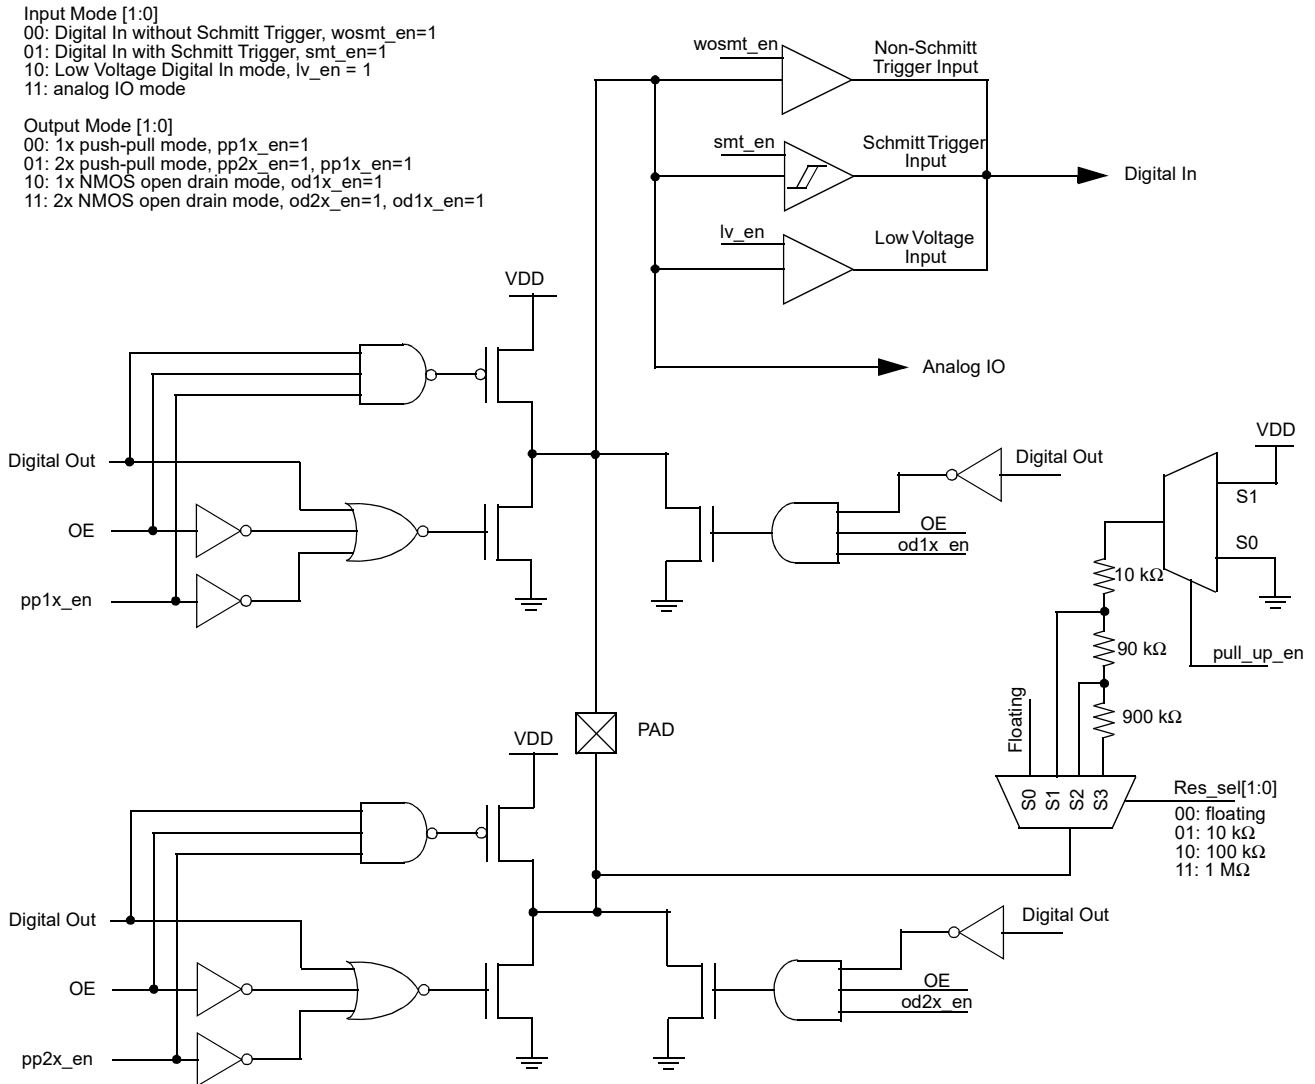 Input Mode [1:0]
00: Digital In without Schmitt Trigger, wosmt_en=1
01: Digital In with Schmitt Trigger, smt_en=1
10: Low Voltage Digital In mode, lv_en = 1
11: analog IO mode
Output Mode [1:0]
00: 1x push-pull mode, pp1x_en=1
01: 2x push-pull mode, pp2x_en=1, pp1x_en=1
10: 1x NMOS open drain mode, od1x_en=1
11: 2x NMOS open drain mode, od2x_en=1, od1x_en=1
wosmt_en
Non-Schmitt
Trigger Input
smt_en
Schmitt Trigger
Input
Digital In
lv_en
Low Voltage
Input
Analog IO
VDD
Digital Out
OE
pp1x_en
Digital Out
OE
od1x_en
VDD
S1
S0
pull_up_en
10 kΩ
90 kΩ
900 kΩ
Floating
S0
S1
S2
S3
Res_sel[1:0]
00: floating
01: 10 kΩ
10: 100 kΩ
11: 1 MΩ
PAD
VDD
Digital Out
OE
pp2x_en
Digital Out
OE
od2x_en